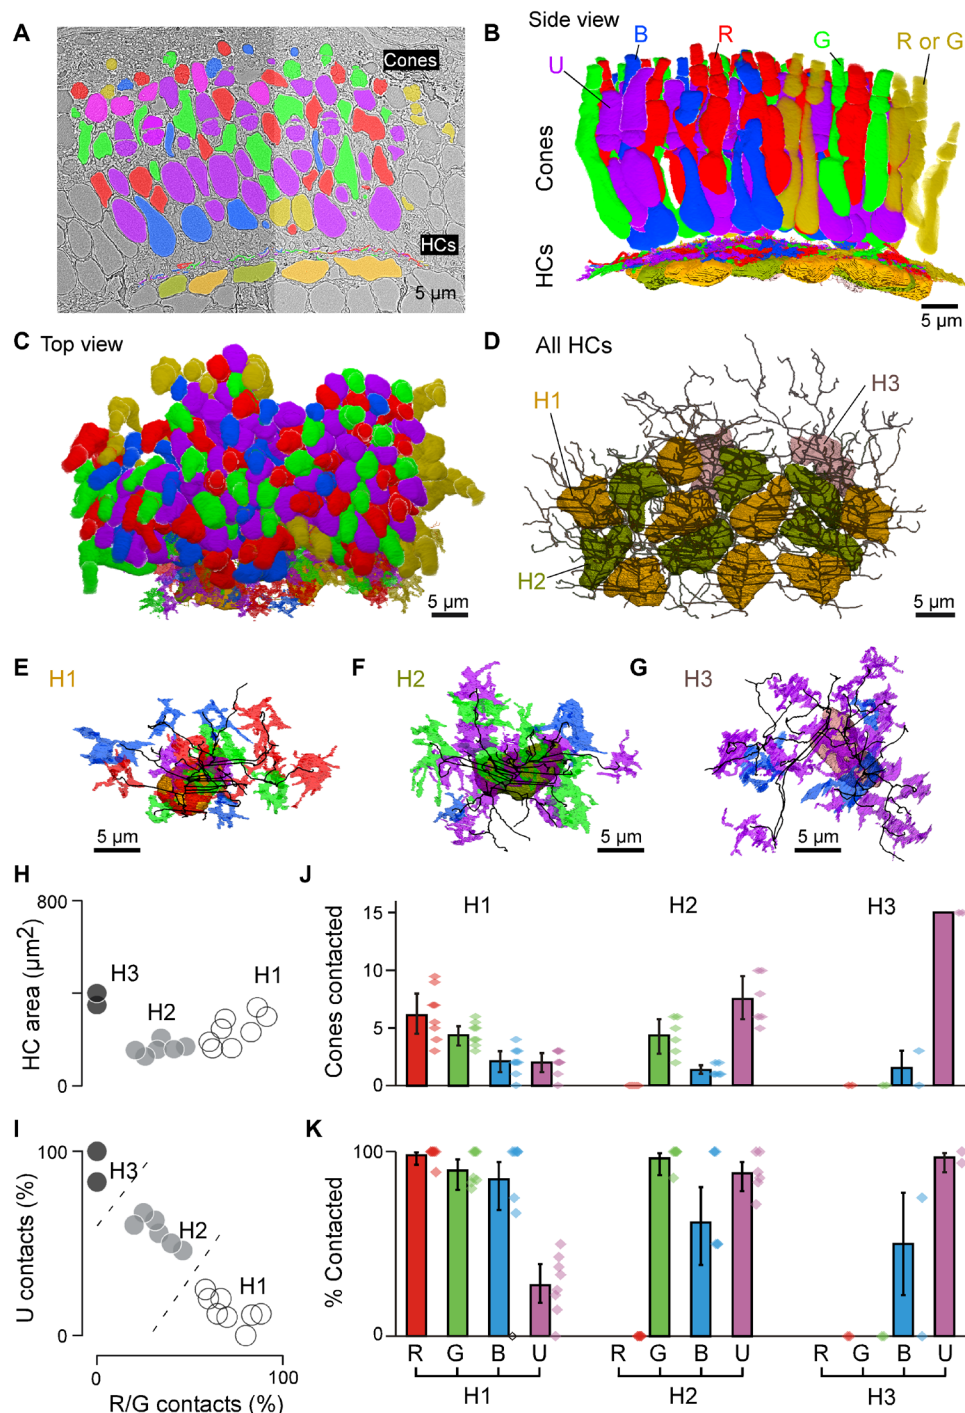 A
Cones
HCs
5 µm
B
Side view
U
B
R
G
R or G
Cones
HCs
5 µm
C
Top view
5 µm
D
All HCs
H1
H3
H2
5 µm
E
H1
5 µm
F
H2
5 µm
G
H3
5 µm
H
800
0
HC area (µm2)
H3
H2
H1
I
100
0
U contacts (%)
H3
H2
H1
0
100
R/G contacts (%)
J
H1
H2
H3
15
10
5
0
Cones contacted
K
100
0
% Contacted
R G B U
R G B U
R G B U
H1
H2
H3